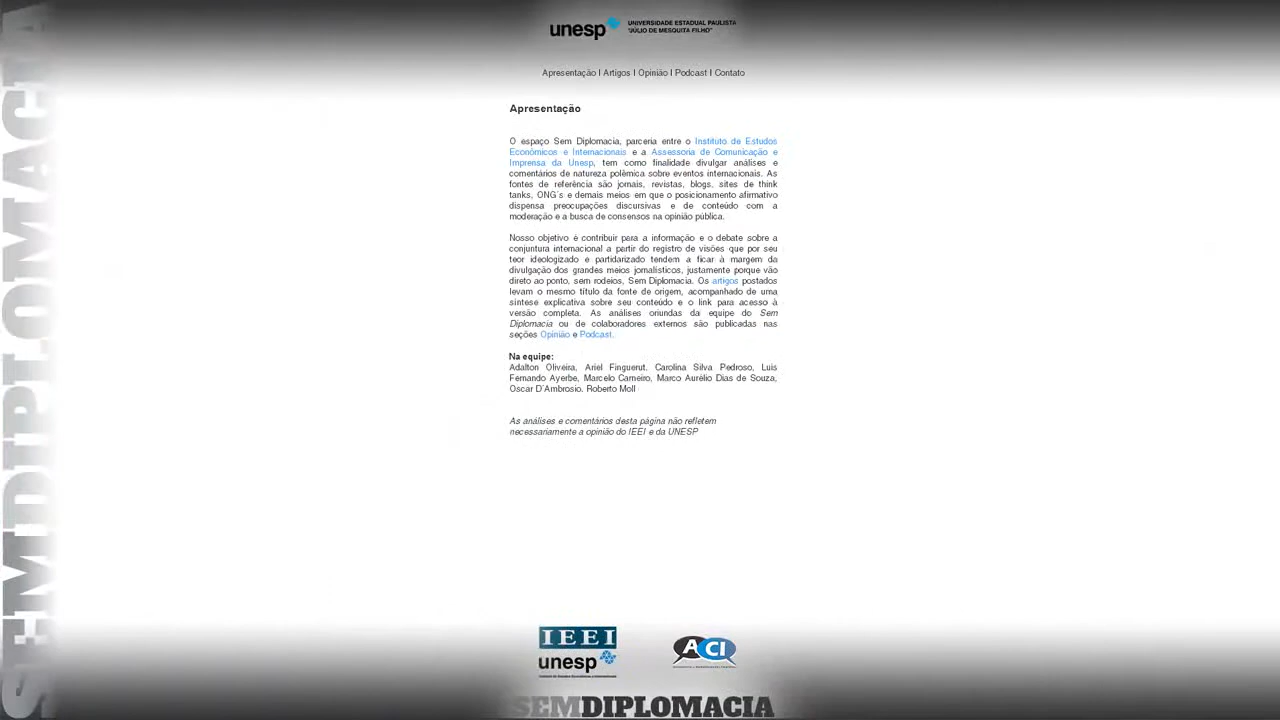 unesp
UNIVERSIDADE ESTADUAL PAULISTA
"JÚLIO DE MESQUITA FILHO"
Apresentação | Artigos | Opinião | Podcast | Contato
Apresentação
O espaço Sem Diplomacia, parceria entre o Instituto de Estudos
Econômicos e Internacionais e a Assessoria de Comunicação e
Imprensa da Unesp, tem como finalidade divulgar análises e
comentários de natureza polêmica sobre eventos internacionais. As
fontes de referência são jornais, revistas, blogs, sites de think
tanks, ONG´s e demais meios em que o posicionamento afirmativo
dispensa preocupações discursivas e de conteúdo com a
moderação e a busca de consensos na opinião pública.
Nosso objetivo é contribuir para a informação e o debate sobre a
conjuntura internacional a partir do registro de visões que por seu
teor ideologizado e partidarizado tendem a ficar à margem da
divulgação dos grandes meios jornalísticos, justamente porque vão
direto ao ponto, sem rodeios, Sem Diplomacia. Os artigos postados
levam o mesmo título da fonte de origem, acompanhado de uma
síntese explicativa sobre seu conteúdo e o link para acesso à
versão completa. As análises oriundas da equipe do Sem
Diplomacia ou de colaboradores externos são publicadas nas
seções Opinião e Podcast.
Na equipe:
Adalton Oliveira, Ariel Finguerut, Carolina Silva Pedroso, Luis
Fernando Ayerbe, Marcelo Carneiro, Marco Aurélio Dias de Souza,
Oscar D´Ambrosio, Roberto Moll
As análises e comentários desta página não refletem
necessariamente a opinião do IEEI e da UNESP
SEMDIPLOMACIA
IEEI
unesp
ACI
SEMDIPLOMACIA